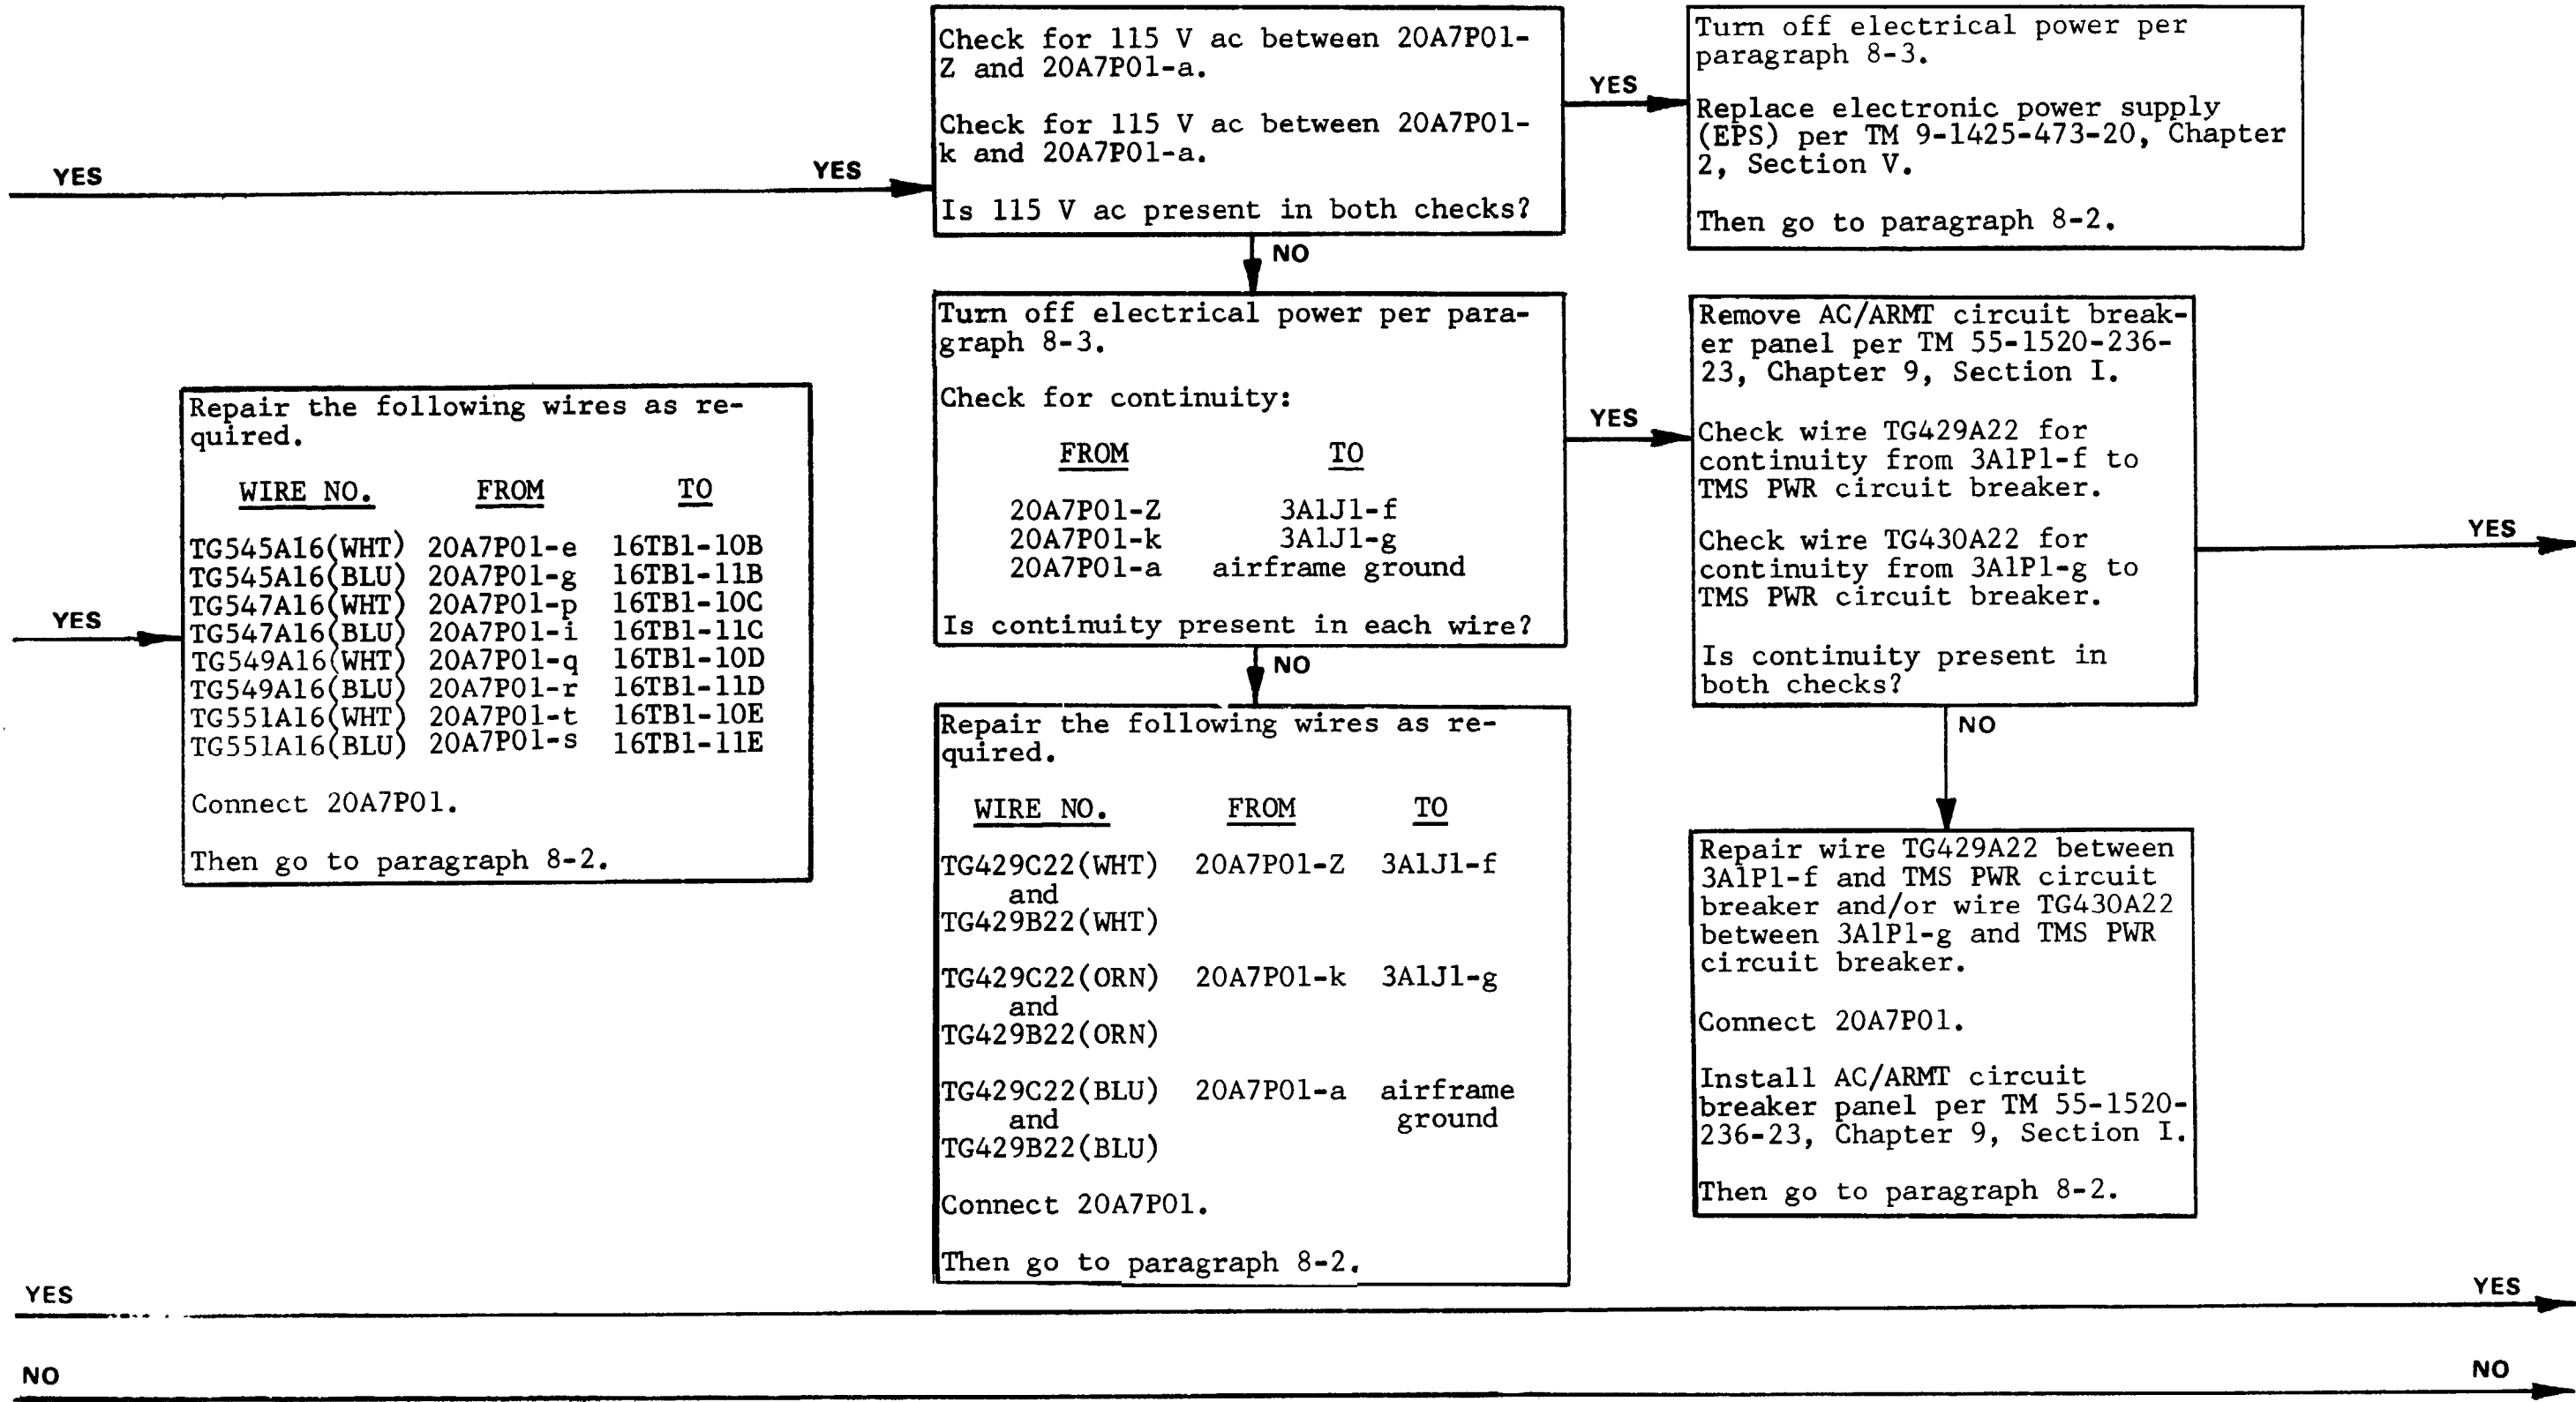 YES
YES
Check for 115 V ac between 20A7P01-
Z and 20A7P01-a.
Check for 115 V ac between 20A7P01-
k and 20A7P01-a.
Is 115 V ac present in both checks?
YES
Turn off electrical power per
paragraph 8-3.
Replace electronic power supply
(EPS) per TM 9-1425-473-20, Chapter
2, Section V.
Then go to paragraph 8-2.
NO
Turn off electrical power per para-
graph 8-3.
Check for continuity:
FROM TO
20A7P01-Z 3A1J1-f
20A7P01-k 3A1J1-g
20A7P01-a airframe ground
Is continuity present in each wire?
YES
Remove AC/ARMT circuit break-
er panel per TM 55-1520-236-
23, Chapter 9, Section I.
Check wire TG429A22 for
continuity from 3A1P1-f to
TMS PWR circuit breaker.
Check wire TG430A22 for
continuity from 3A1P1-g to
TMS PWR circuit breaker.
Is continuity present in
both checks?
YES
YES
Repair the following wires as re-
quired.
WIRE NO. FROM TO
TG545A16(WHT) 20A7P01-e 16TB1-10B
TG545A16(BLU) 20A7P01-g 16TB1-11B
TG547A16(WHT) 20A7P01-p 16TB1-10C
TG547A16(BLU) 20A7P01-i 16TB1-11C
TG549A16(WHT) 20A7P01-q 16TB1-10D
TG549A16(BLU) 20A7P01-r 16TB1-11D
TG551A16(WHT) 20A7P01-t 16TB1-10E
TG551A16(BLU) 20A7P01-s 16TB1-11E
Connect 20A7P01.
Then go to paragraph 8-2.
NO
Repair the following wires as re-
quired.
WIRE NO. FROM TO
TG429C22(WHT) 20A7P01-Z 3A1J1-f
and
TG429B22(WHT)
TG429C22(ORN) 20A7P01-k 3A1J1-g
and
TG429B22(ORN)
TG429C22(BLU) 20A7P01-a airframe
and ground
TG429B22(BLU)
Connect 20A7P01.
Then go to paragraph 8-2.
NO
Repair wire TG429A22 between
3A1P1-f and TMS PWR circuit
breaker and/or wire TG430A22
between 3A1P1-g and TMS PWR
circuit breaker.
Connect 20A7P01.
Install AC/ARMT circuit
breaker panel per TM 55-1520-
236-23, Chapter 9, Section I.
Then go to paragraph 8-2.
YES
YES
NO
NO